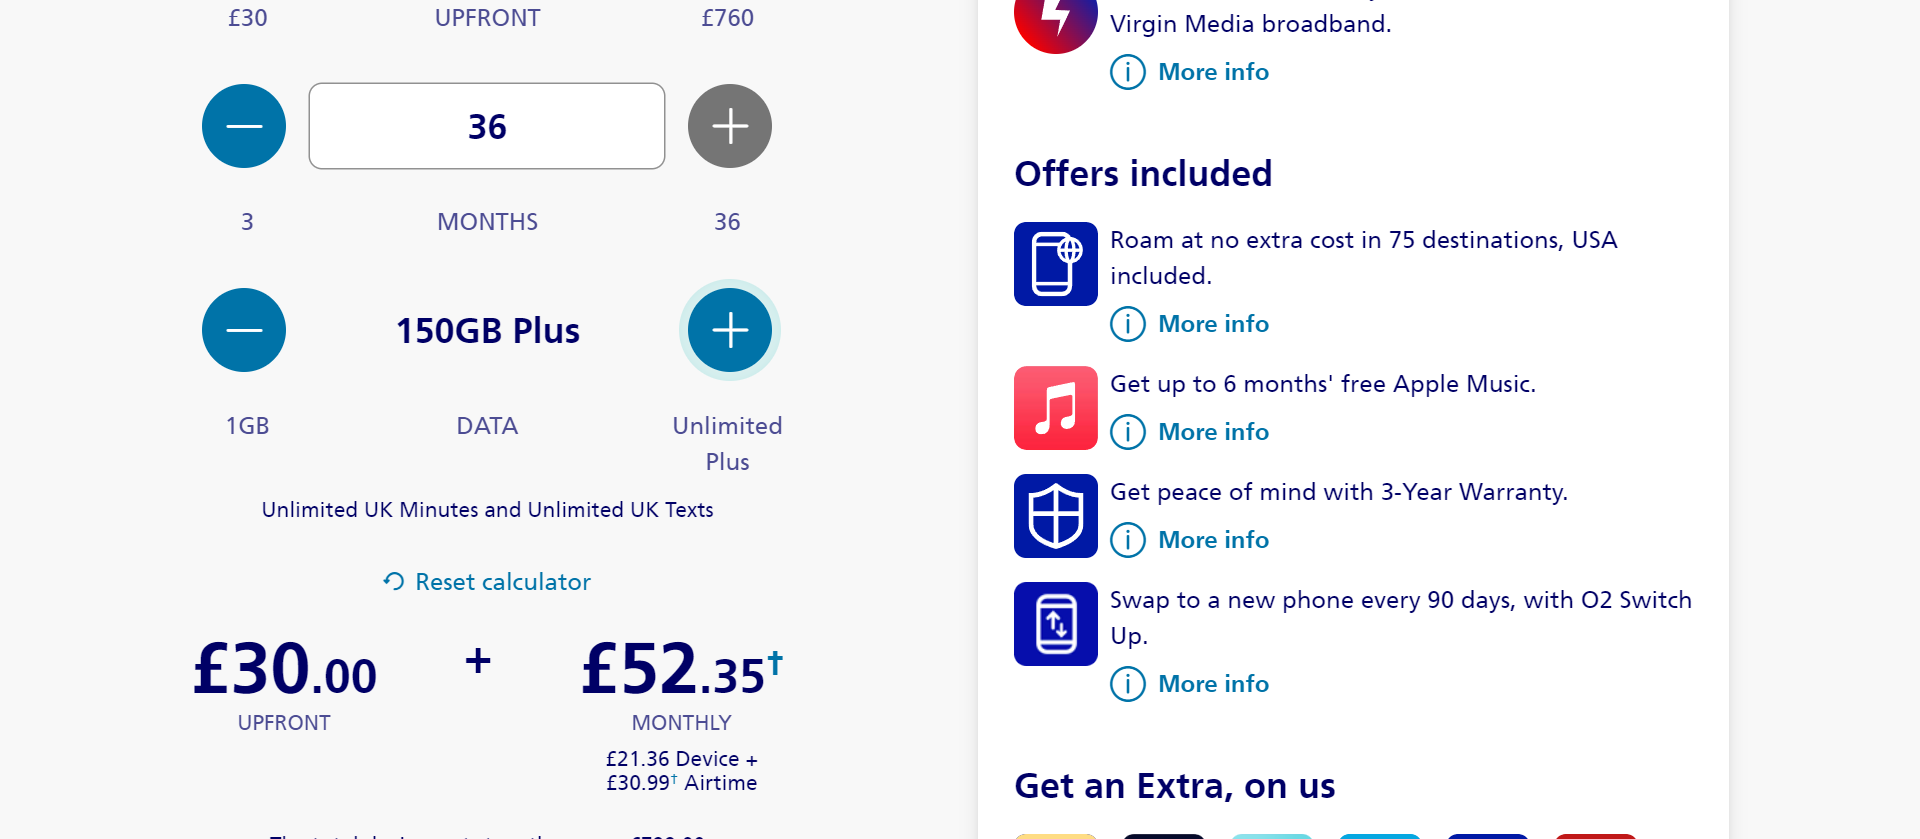 £30 UPFRONT £760
36
3 MONTHS 36
150GB Plus
1GB DATA Unlimited
Plus
Unlimited UK Minutes and Unlimited UK Texts
Reset calculator
£30.00 + £52.35†
UPFRONT MONTHLY
£21.36 Device +
£30.99† Airtime
Virgin Media broadband.
More info
Offers included
Roam at no extra cost in 75 destinations, USA
included.
More info
Get up to 6 months' free Apple Music.
More info
Get peace of mind with 3-Year Warranty.
More info
Swap to a new phone every 90 days, with O2 Switch
Up.
More info
Get an Extra, on us